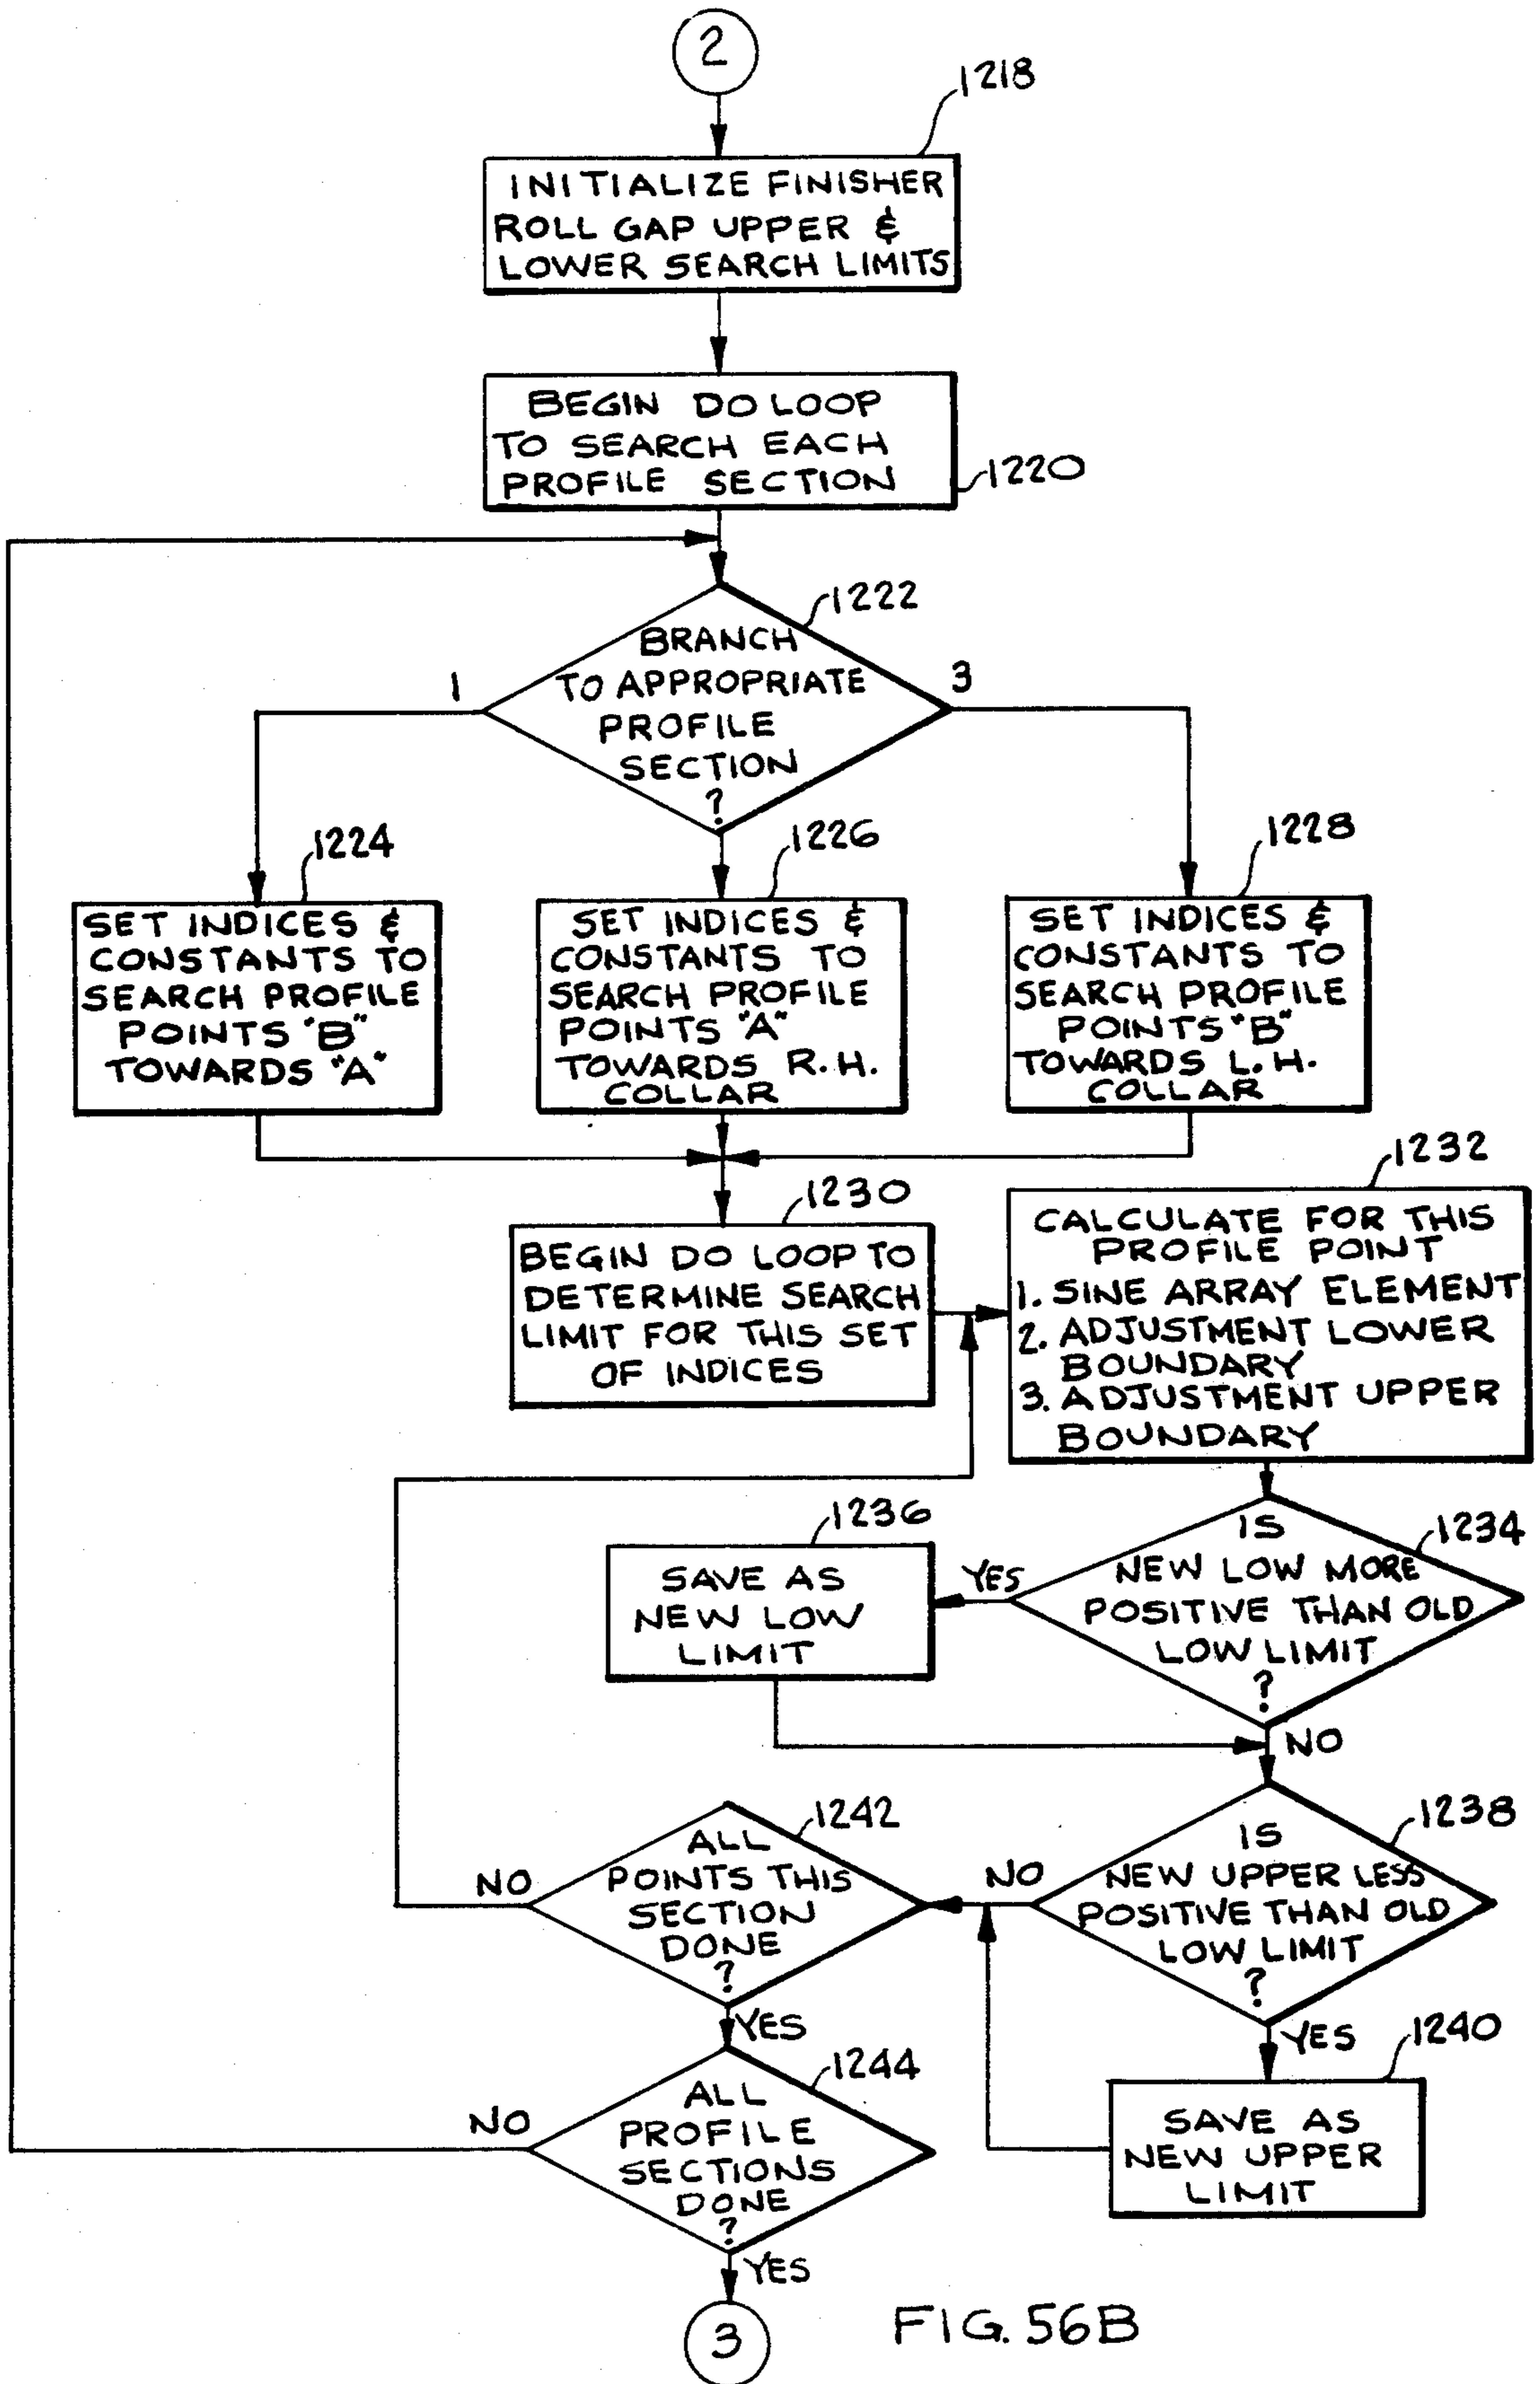 2
1218
INITIALIZE FINISHER
ROLL GAP UPPER &
LOWER SEARCH LIMITS
BEGIN DO LOOP
TO SEARCH EACH
PROFILE SECTION
1220
1222
BRANCH
TO APPROPRIATE
PROFILE
SECTION
?
1
3
1224
SET INDICES &
CONSTANTS TO
SEARCH PROFILE
POINTS "B"
TOWARDS "A"
1226
SET INDICES &
CONSTANTS TO
SEARCH PROFILE
POINTS "A"
TOWARDS R.H.
COLLAR
1228
SET INDICES &
CONSTANTS TO
SEARCH PROFILE
POINTS "B"
TOWARDS L.H.
COLLAR
1230
BEGIN DO LOOP TO
DETERMINE SEARCH
LIMIT FOR THIS SET
OF INDICES
1232
CALCULATE FOR THIS
PROFILE POINT
1. SINE ARRAY ELEMENT
2. ADJUSTMENT LOWER
BOUNDARY
3. ADJUSTMENT UPPER
BOUNDARY
1234
IS
NEW LOW MORE
POSITIVE THAN OLD
LOW LIMIT
?
YES
NO
1236
SAVE AS
NEW LOW
LIMIT
1238
IS
NEW UPPER LESS
POSITIVE THAN OLD
LOW LIMIT
?
NO
YES
1240
SAVE AS
NEW UPPER
LIMIT
1242
ALL
POINTS THIS
SECTION
DONE
?
NO
YES
1244
ALL
PROFILE
SECTIONS
DONE
?
NO
YES
3
FIG. 56B